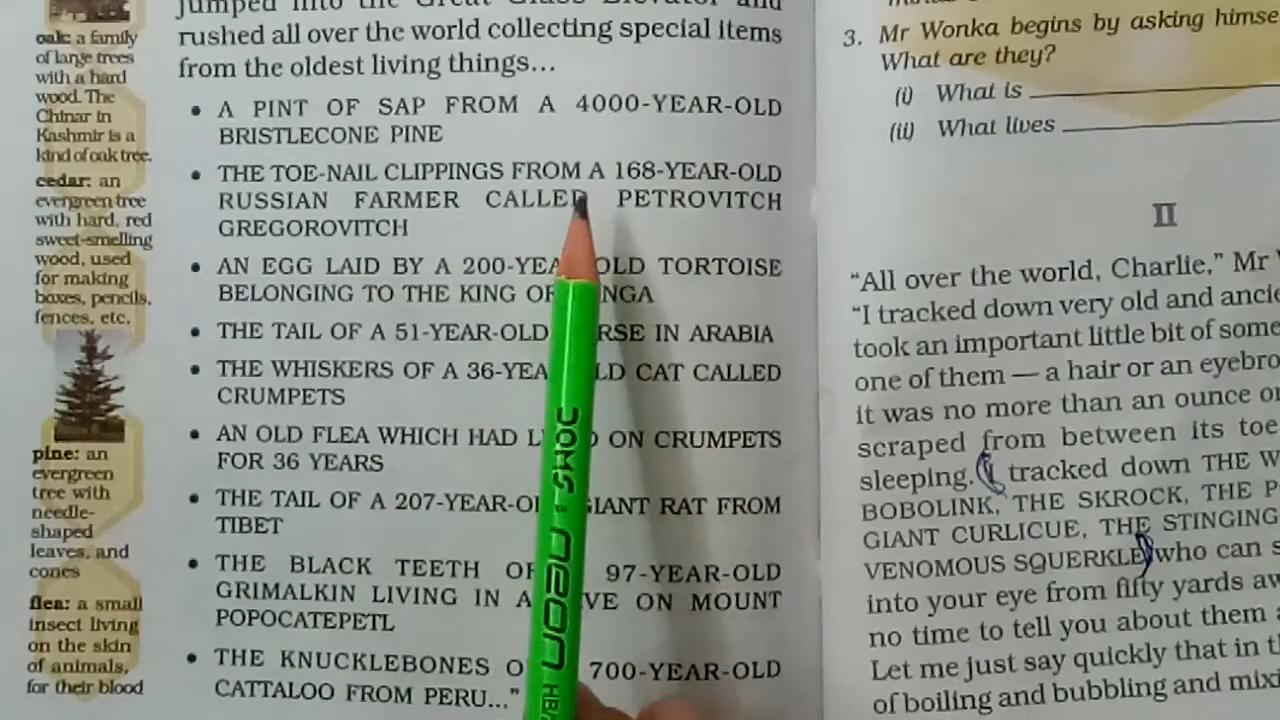 oak: a family
of large trees
with a hard
wood. The
Chinar in
Kashmir is a
kind of oak tree.
cedar: an
evergreen tree
with hard, red
sweet-smelling
wood, used
for making
boxes, pencils,
fences, etc.
pine: an
evergreen
tree with
needle-
shaped
leaves, and
cones
flea: a small
insect living
on the skin
of animals,
for their blood
jumped into the Great Glass Elevator and
rushed all over the world collecting special items
from the oldest living things...
• A PINT OF SAP FROM A 4000-YEAR-OLD
BRISTLECONE PINE
• THE TOE-NAIL CLIPPINGS FROM A 168-YEAR-OLD
RUSSIAN FARMER CALLED PETROVITCH
GREGOROVITCH
• AN EGG LAID BY A 200-YEA OLD TORTOISE
BELONGING TO THE KING OF NGA
• THE TAIL OF A 51-YEAR-OLD RSE IN ARABIA
• THE WHISKERS OF A 36-YEA LD CAT CALLED
CRUMPETS
• AN OLD FLEA WHICH HAD L D ON CRUMPETS
FOR 36 YEARS
• THE TAIL OF A 207-YEAR-OL GIANT RAT FROM
TIBET
• THE BLACK TEETH OF 97-YEAR-OLD
GRIMALKIN LIVING IN A VE ON MOUNT
POPOCATEPETL
• THE KNUCKLEBONES O 700-YEAR-OLD
CATTALOO FROM PERU..."
DOMS neon HB
3. Mr Wonka begins by asking himse
What are they?
(i) What is
(ii) What lives
II
"All over the world, Charlie," Mr
"I tracked down very old and ancie
took an important little bit of some
one of them — a hair or an eyebro
it was no more than an ounce o
scraped from between its toe
sleeping. I tracked down THE W
BOBOLINK, THE SKROCK, THE P
GIANT CURLICUE, THE STINGING
VENOMOUS SQUERKLE who can s
into your eye from fifty yards aw
no time to tell you about them a
Let me just say quickly that in t
of boiling and bubbling and mixi